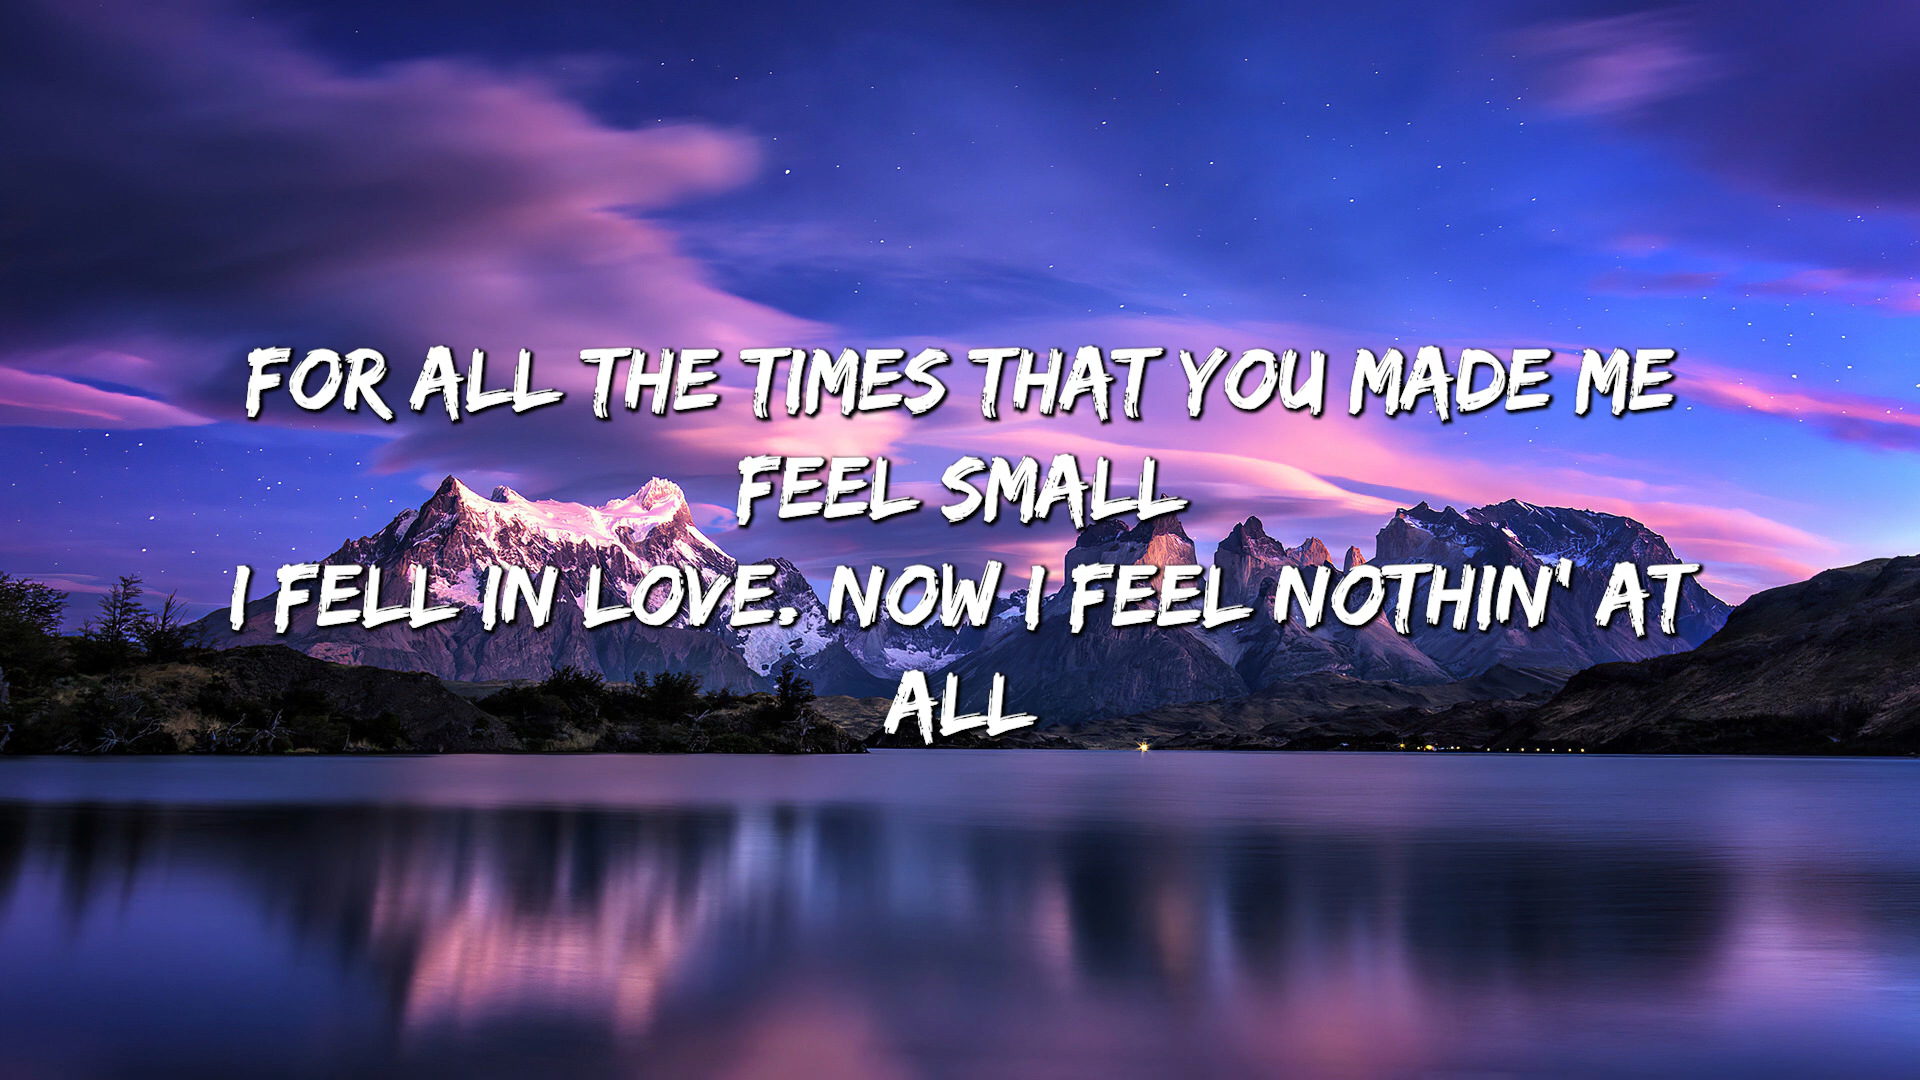 FOR ALL THE TIMES THAT YOU MADE ME
FEEL SMALL
I FELL IN LOVE. NOW I FEEL NOTHIN' AT
ALL